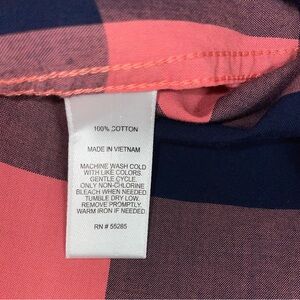 100% COTTON
MADE IN VIETNAM
MACHINE WASH COLD
WITH LIKE COLORS.
GENTLE CYCLE.
ONLY NON-CHLORINE
BLEACH WHEN NEEDED.
TUMBLE DRY LOW.
REMOVE PROMPTLY.
WARM IRON IF NEEDED.
RN # 55285